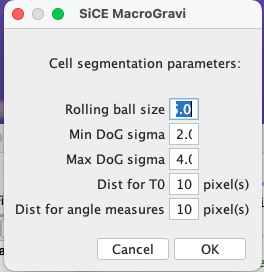 SiCE MacroGravi
Cell segmentation parameters:
Rolling ball size
Min DoG sigma 2.0
Max DoG sigma 4.0
Dist for T0 10 pixel(s)
Dist for angle measures 10 pixel(s)
Cancel OK